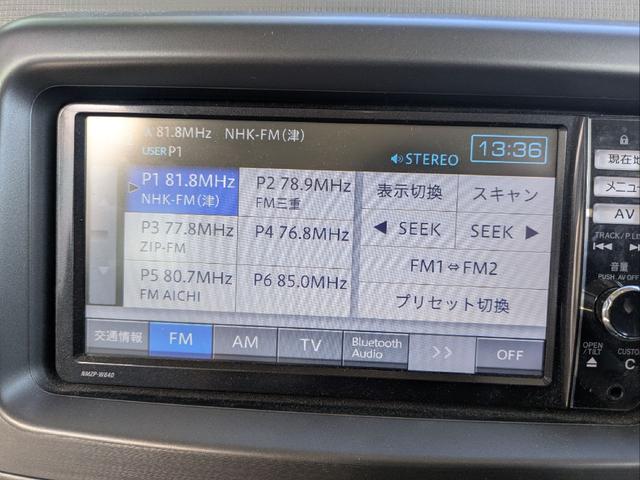 81.8MHz NHK-FM(津)
USER P1
STEREO
13:36
P1 81.8MHz
NHK-FM(津)
P2 78.9MHz
FM三重
P3 77.8MHz
ZIP-FM
P4 76.8MHz
P5 80.7MHz
FM AICHI
P6 85.0MHz
表示切換
スキャン
◀ SEEK
SEEK ▶
FM1⇔FM2
プリセット切換
交通情報
FM
AM
TV
Bluetooth
Audio
>>
OFF
RMZP-W64D
現在地
メニュー
AV
TRACK/P.LIST
音量
PUSH AV OFF
OPEN
/TILT